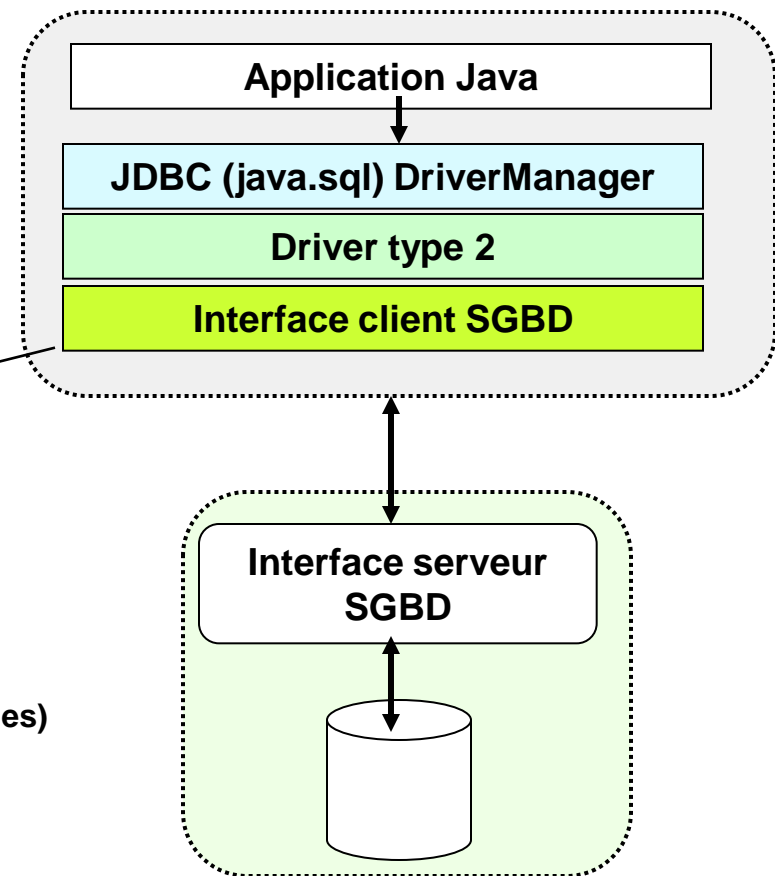 Application Java
JDBC (java.sql) DriverManager
Driver type 2
Interface client SGBD
Interface serveur
SGBD
es)